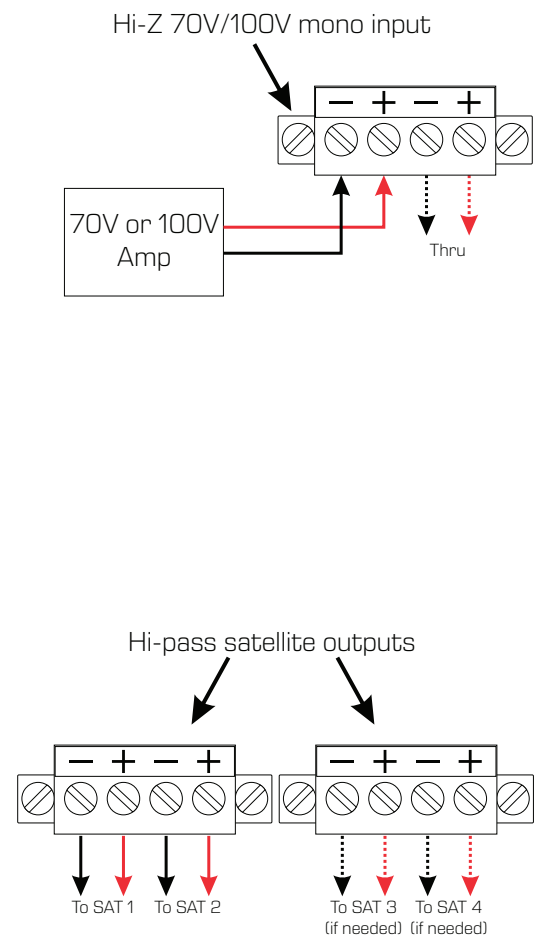 Hi-Z 70V/100V mono input
− + − +
70V or 100V
Amp
Thru
Hi-pass satellite outputs
− + − + − + − +
To SAT 1 To SAT 2 To SAT 3 To SAT 4
(if needed) (if needed)